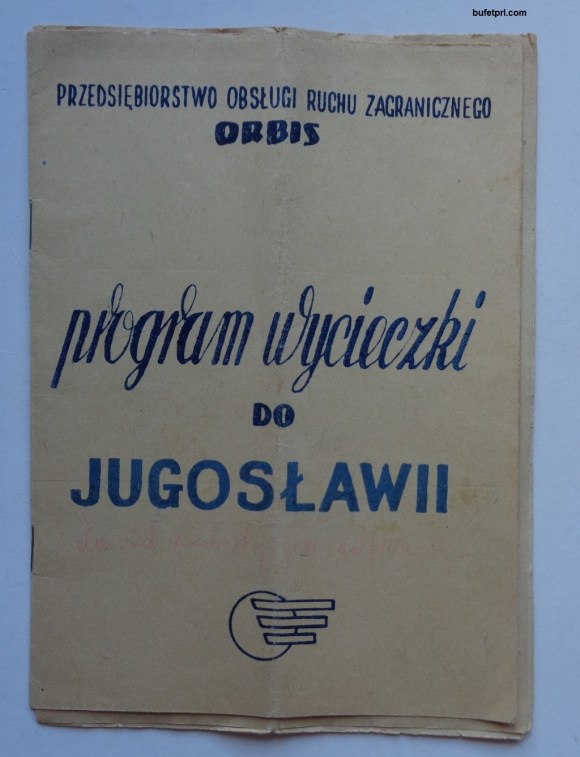 bufetprl.com
PRZEDSIĘBIORSTWO OBSŁUGI RUCHU ZAGRANICZNEGO
ORBIS
program wycieczki
DO
JUGOSŁAWII